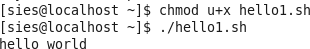 [sies@localhost ~]$ chmod u+x hello1.sh
[sies@localhost ~]$ ./hello1.sh
hello world